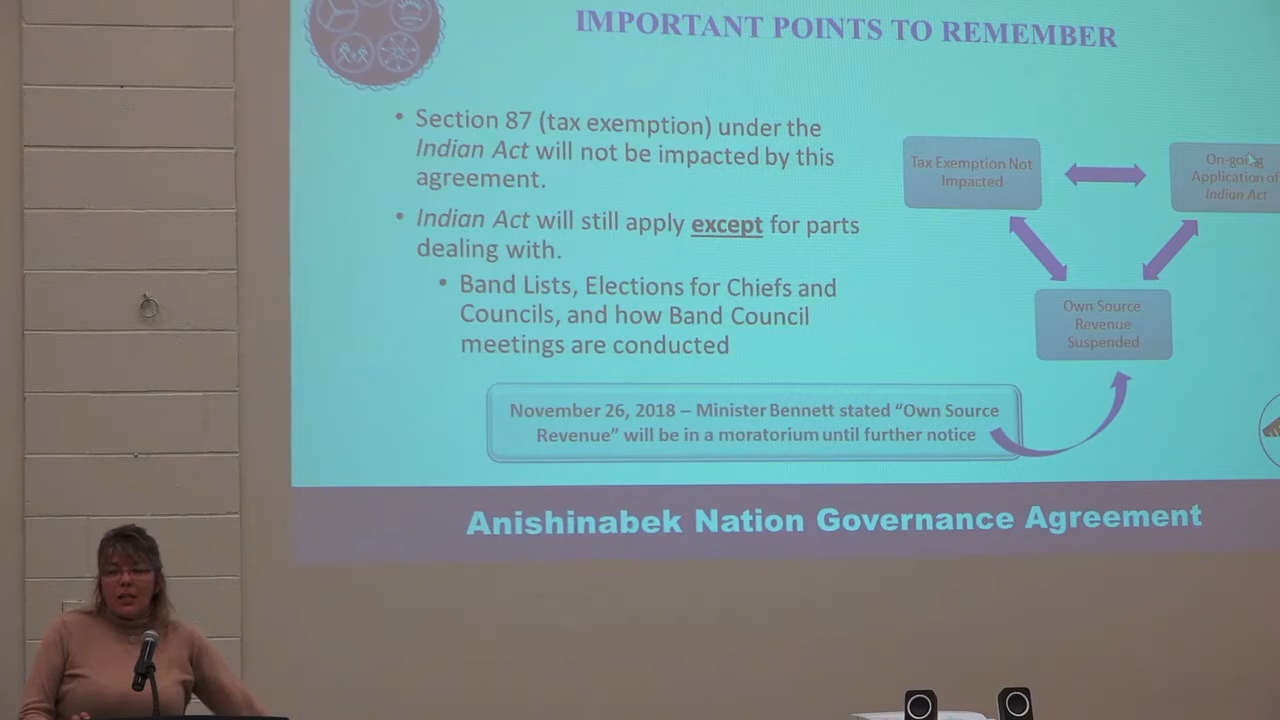 IMPORTANT POINTS TO REMEMBER
• Section 87 (tax exemption) under the
Indian Act will not be impacted by this
agreement.
• Indian Act will still apply except for parts
dealing with.
• Band Lists, Elections for Chiefs and
Councils, and how Band Council
meetings are conducted
Tax Exemption Not
Impacted
On-going
Application of
Indian Act
Own Source
Revenue
Suspended
November 26, 2018 – Minister Bennett stated “Own Source
Revenue” will be in a moratorium until further notice
Anishinabek Nation Governance Agreement